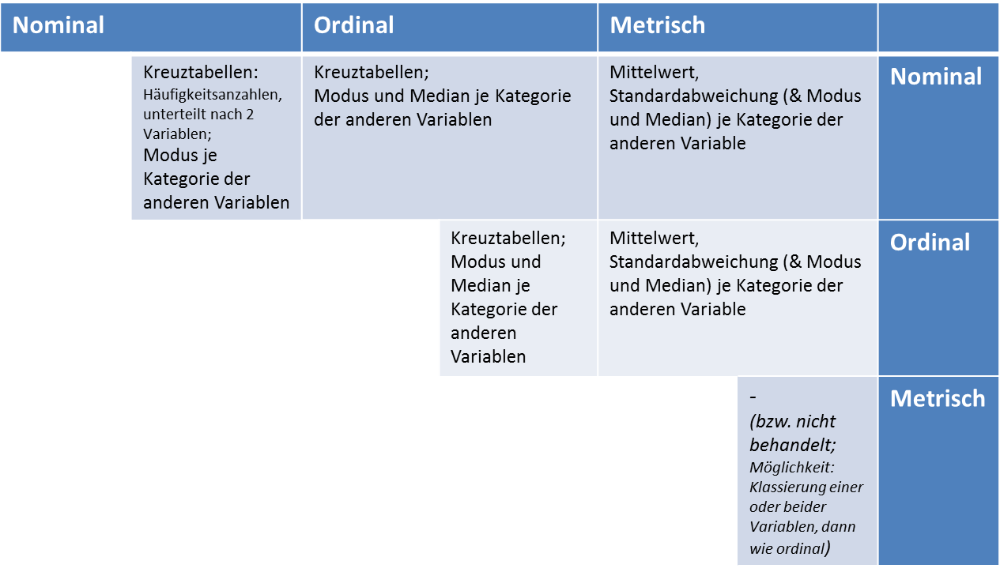 Nominal
Ordinal
Metrisch
Kreuztabellen:
Häufigkeitsanzahlen,
unterteilt nach 2
Variablen;
Modus je
Kategorie der
anderen Variablen
Kreuztabellen;
Modus und Median je Kategorie
der anderen Variablen
Mittelwert,
Standardabweichung (& Modus
und Median) je Kategorie der
anderen Variable
Nominal
Kreuztabellen;
Modus und
Median je
Kategorie der
anderen
Variablen
Mittelwert,
Standardabweichung (& Modus
und Median) je Kategorie der
anderen Variable
Ordinal
-
(bzw. nicht
behandelt;
Möglichkeit:
Klassierung einer
oder beider
Variablen, dann
wie ordinal)
Metrisch